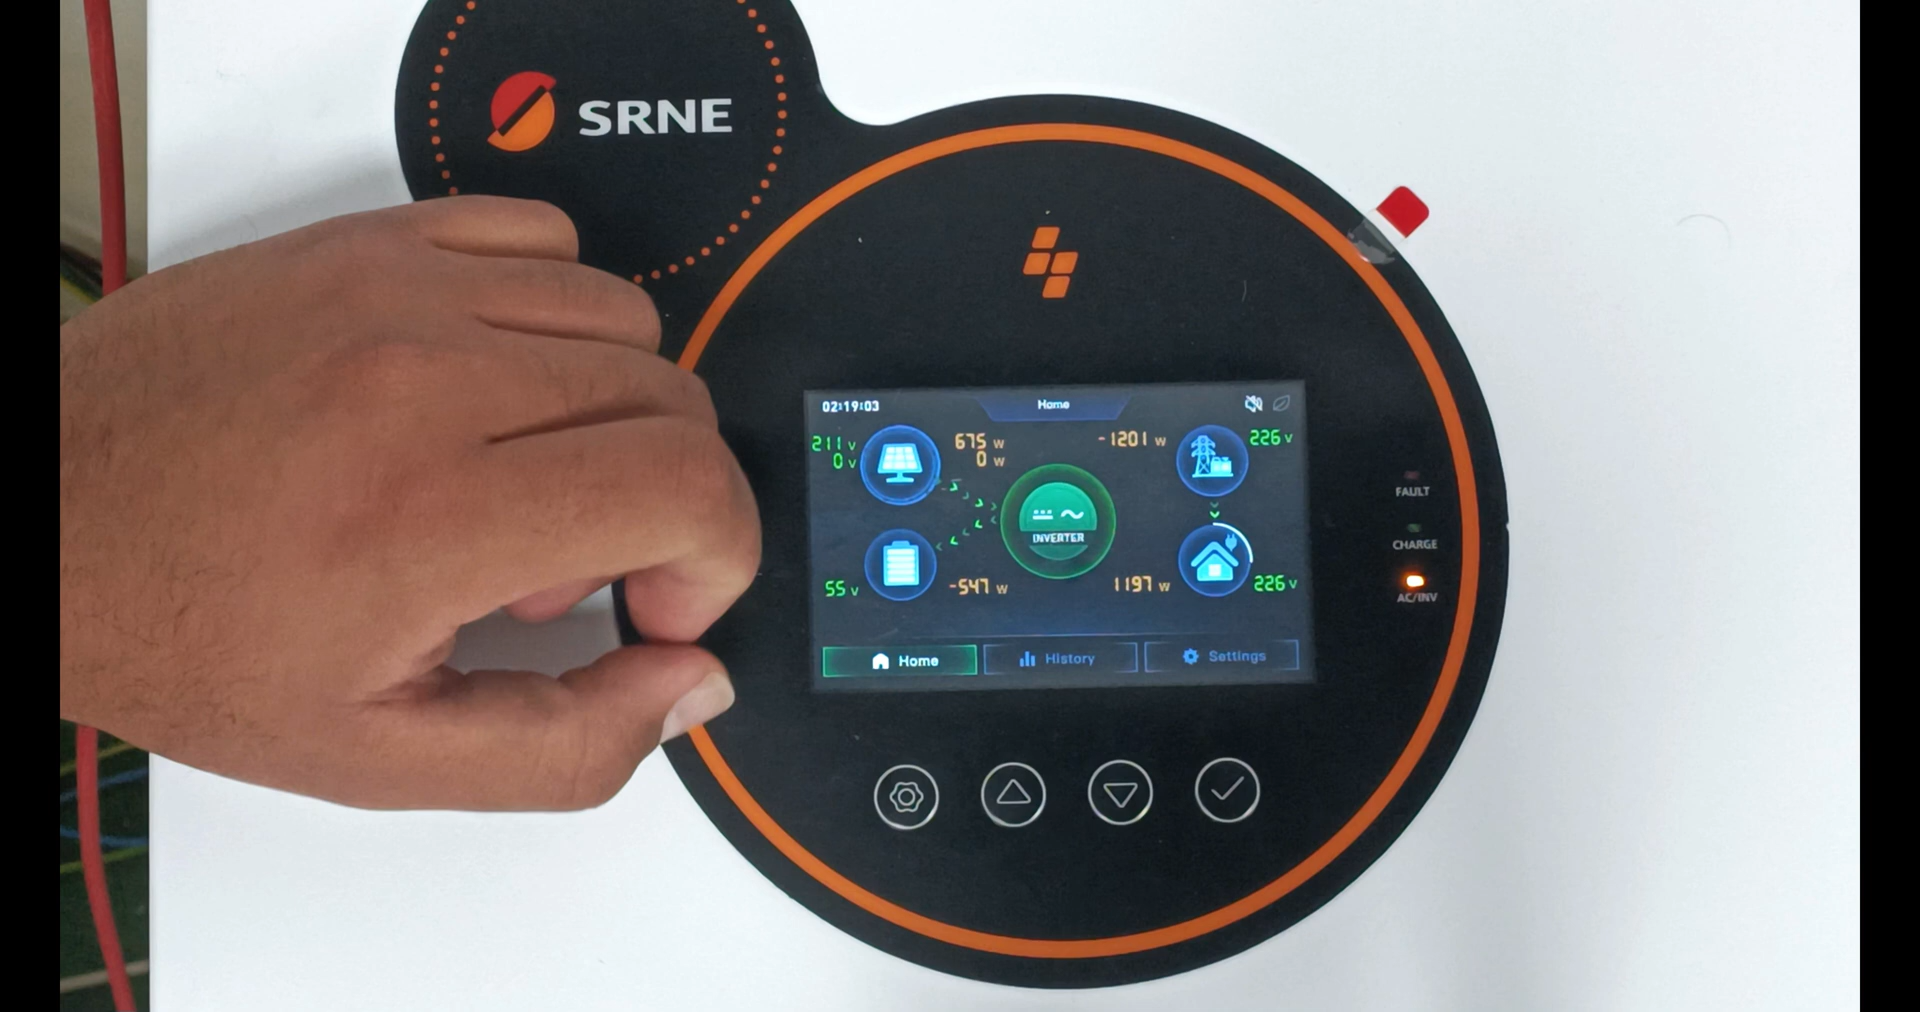 SRNE
02:19:03
Home
211 V
0 V
675 W
0 W
-1201 W
226 V
INVERTER
55 V
-547 W
1197 W
226 V
Home
History
Settings
FAULT
CHARGE
AC/INV